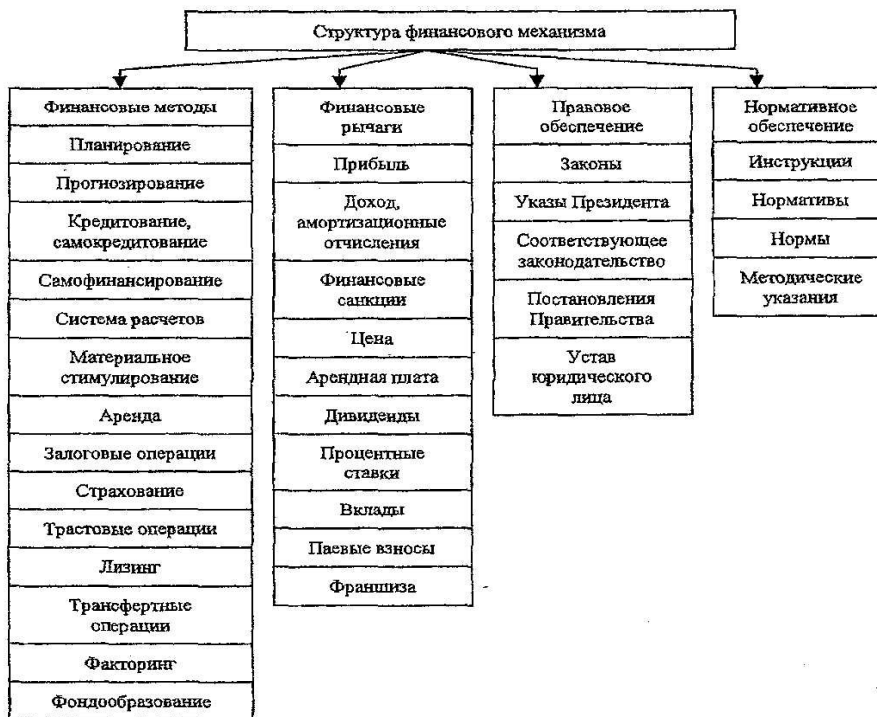 Структура финансового механизма
Финансовые методы
Планирование
Прогнозирование
Кредитование,
самокредитование
Самофинансирование
Система расчетов
Материальное
стимулирование
Аренда
Залоговые операции
Страхование
Трастовые операции
Лизинг
Трансфертные
операции
Факторинг
Фондообразование
Финансовые
рычаги
Прибыль
Доход,
амортизационные
отчисления
Финансовые
санкции
Цена
Арендная плата
Дивиденды
Процентные
ставки
Вклады
Паевые взносы
Франшиза
Правовое
обеспечение
Законы
Указы Президента
Соответствующее
законодательство
Постановления
Правительства
Устав
юридического
лица
Нормативное
обеспечение
Инструкции
Нормативы
Нормы
Методические
указания